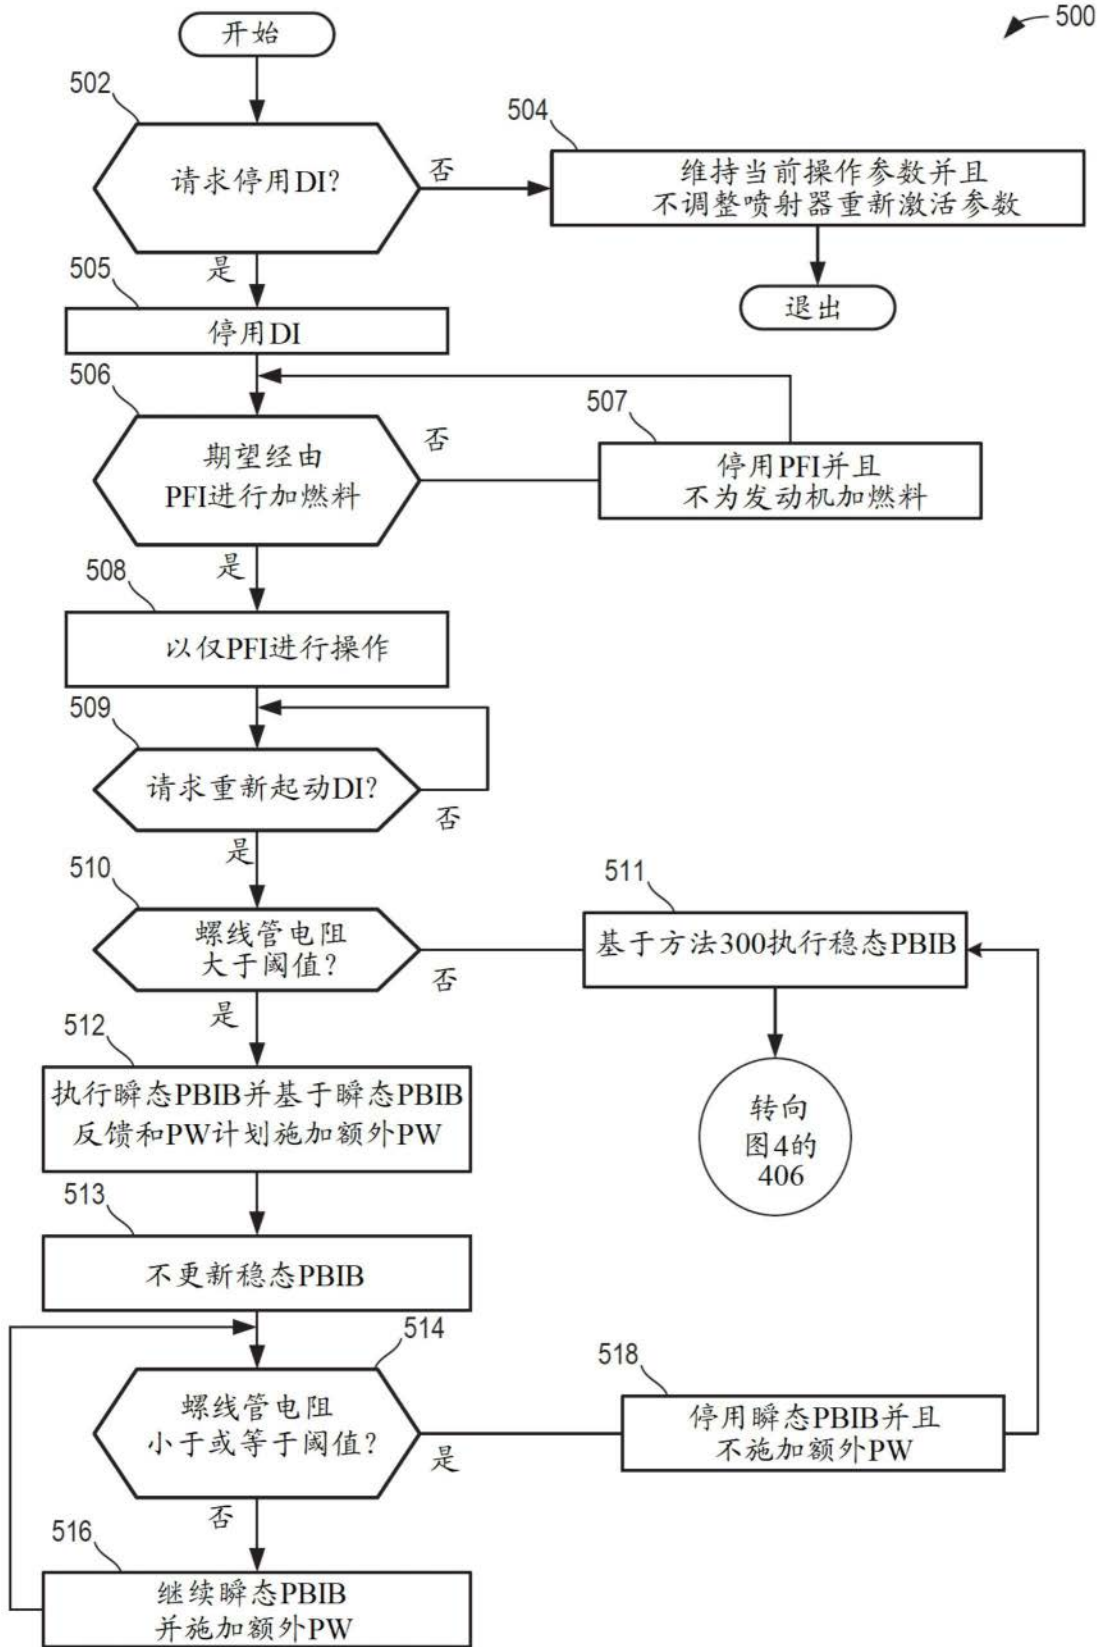 500
开始
502
请求停用DI?
否
504
维持当前操作参数并且
不调整喷射器重新激活参数
是
退出
505
停用DI
506
期望经由
PFI进行加燃料
否
507
停用PFI并且
不为发动机加燃料
是
508
以仅PFI进行操作
509
请求重新起动DI?
否
是
510
螺线管电阻
大于阈值?
否
511
基于方法300执行稳态PBIB
是
转向
图4的
406
512
执行瞬态PBIB并基于瞬态PBIB
反馈和PW计划施加额外PW
513
不更新稳态PBIB
514
螺线管电阻
小于或等于阈值?
是
518
停用瞬态PBIB并且
不施加额外PW
否
516
继续瞬态PBIB
并施加额外PW